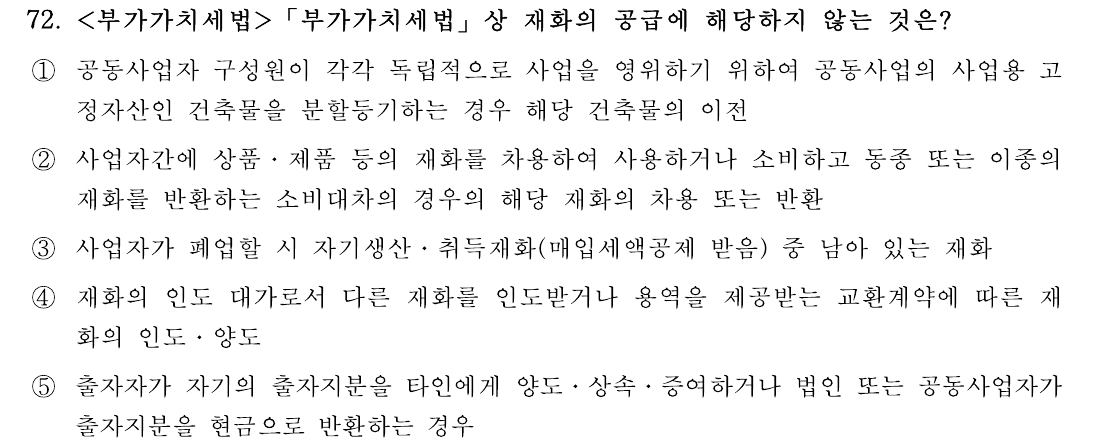 72. <부가가치세법>「부가가치세법」상 재화의 공급에 해당하지 않는 것은?
① 공동사업자 구성원이 각각 독립적으로 사업을 영위하기 위하여 공동사업의 사업용 고
정자산인 건축물을 분할등기하는 경우 해당 건축물의 이전
② 사업자간에 상품·제품 등의 재화를 차용하여 사용하거나 소비하고 동종 또는 이종의
재화를 반환하는 소비대차의 경우의 해당 재화의 차용 또는 반환
③ 사업자가 폐업할 시 자기생산·취득재화(매입세액공제 받음) 중 남아 있는 재화
④ 재화의 인도 대가로서 다른 재화를 인도받거나 용역을 제공받는 교환계약에 따른 재
화의 인도·양도
⑤ 출자자가 자기의 출자지분을 타인에게 양도·상속·증여하거나 법인 또는 공동사업자가
출자지분을 현금으로 반환하는 경우